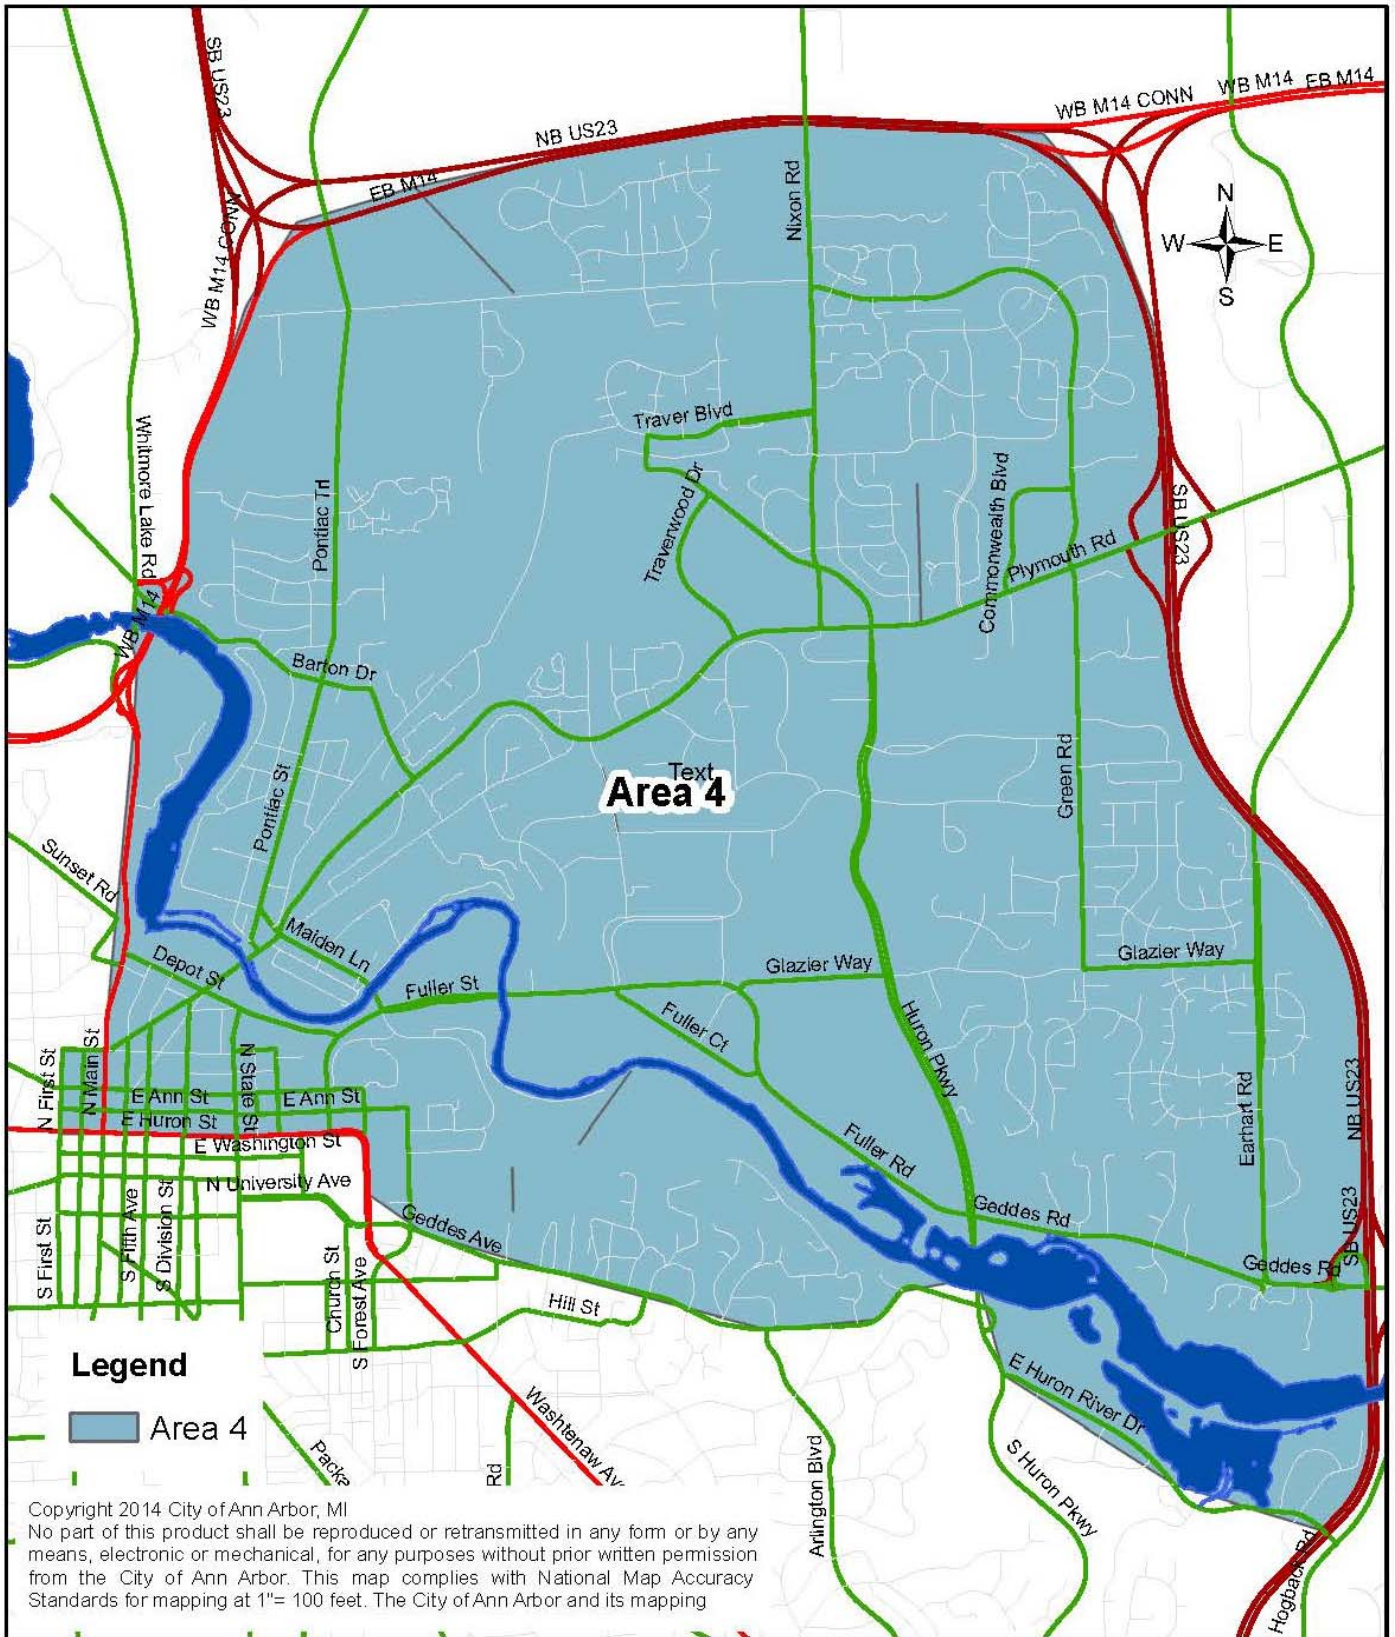 SB US23
NB US23
EB M14
WB M14 CONN
WB M14
EB M14
WB M14 CONN
Nixon Rd
N
W
E
S
Whitmore Lake Rd
Pontiac Trl
Traver Blvd
Traverwood Dr
Commonwealth Blvd
Plymouth Rd
SB US23
WB M14
Barton Dr
Pontiac St
Text
Area 4
Green Rd
Sunset Rd
Maiden Ln
Depot St
Fuller St
Glazier Way
Glazier Way
Fuller Ct
Huron Pkwy
N First St
N Main St
N State St
E Ann St
E Ann St
E Huron St
E Washington St
N University Ave
Fuller Rd
Earhart Rd
NB US23
SB US23
S First St
S Fifth Ave
S Division St
Geddes Ave
Geddes Rd
Geddes Rd
Church St
S Forest Ave
Hill St
E Huron River Dr
Legend
Area 4
Washtenaw Av
Packa
Rd
Arlington Blvd
S Huron Pkwy
Hogback Rd
Copyright 2014 City of Ann Arbor, MI
No part of this product shall be reproduced or retransmitted in any form or by any
means, electronic or mechanical, for any purposes without prior written permission
from the City of Ann Arbor. This map complies with National Map Accuracy
Standards for mapping at 1"= 100 feet. The City of Ann Arbor and its mapping